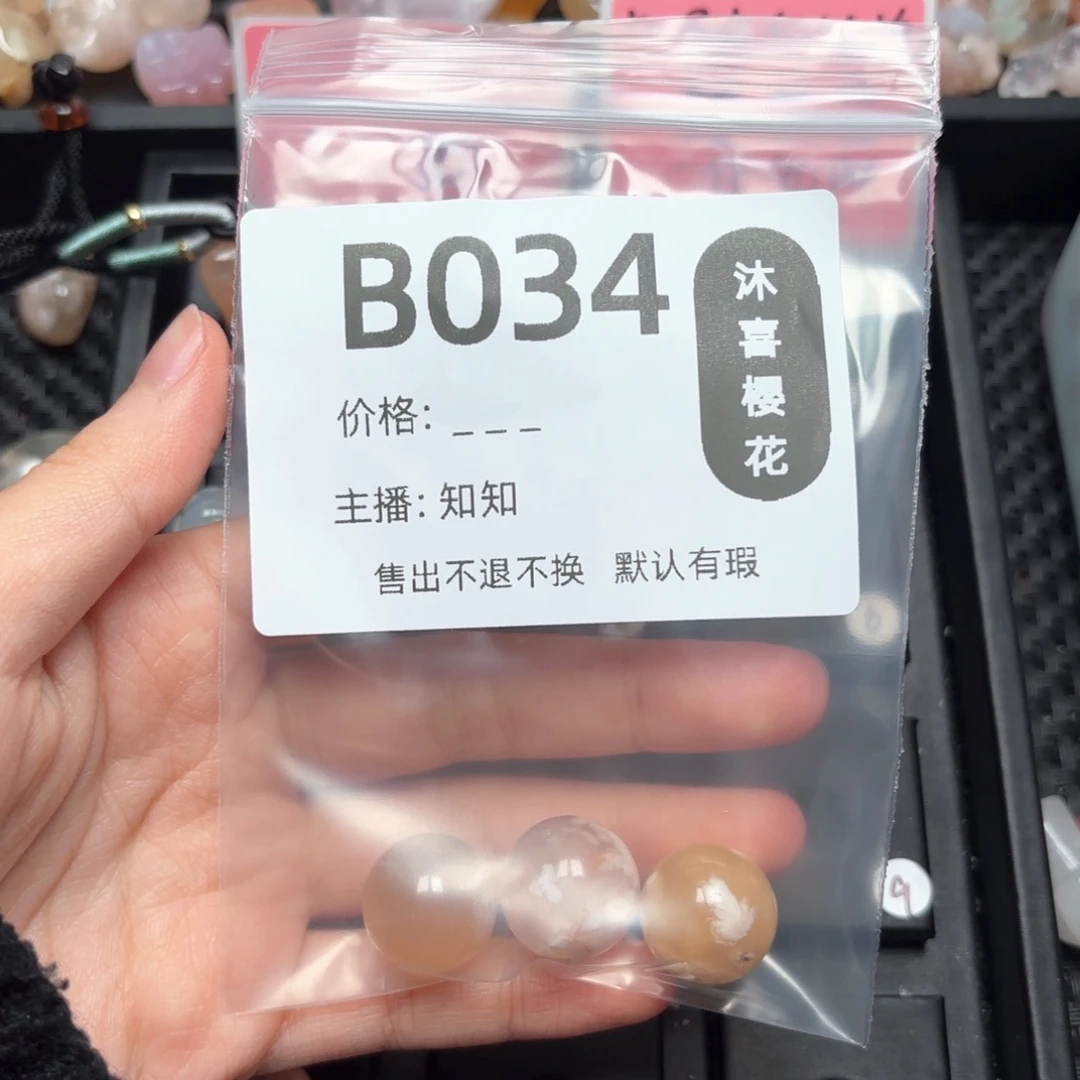 B034
沐喜樱花
价格: _ _ _
主播: 知知
售出不退不换 默认有瑕
9